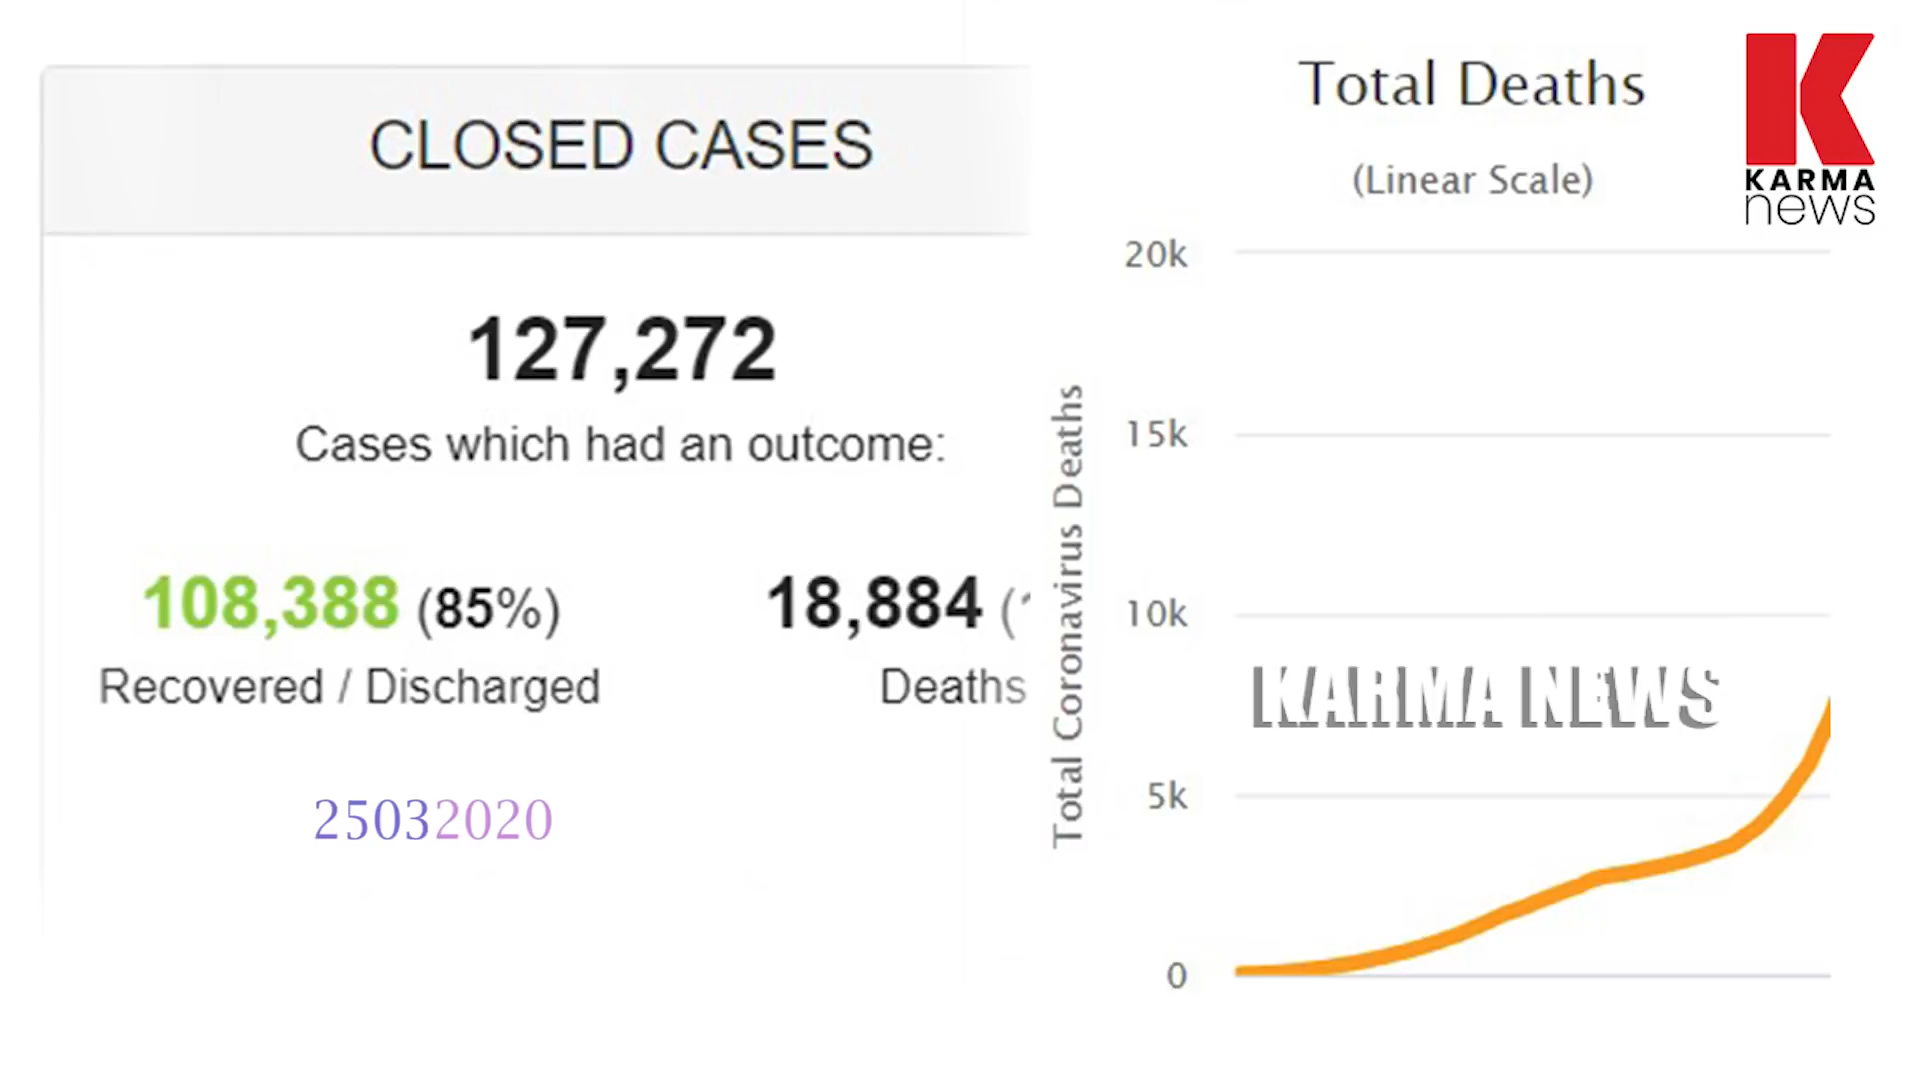 CLOSED CASES
127,272
Cases which had an outcome:
108,388 (85%)
Recovered / Discharged
18,884 (
Deaths
25032020
Total Deaths
(Linear Scale)
Total Coronavirus Deaths
20k
15k
10k
5k
0
KARMA NEWS
K
KARMA
news